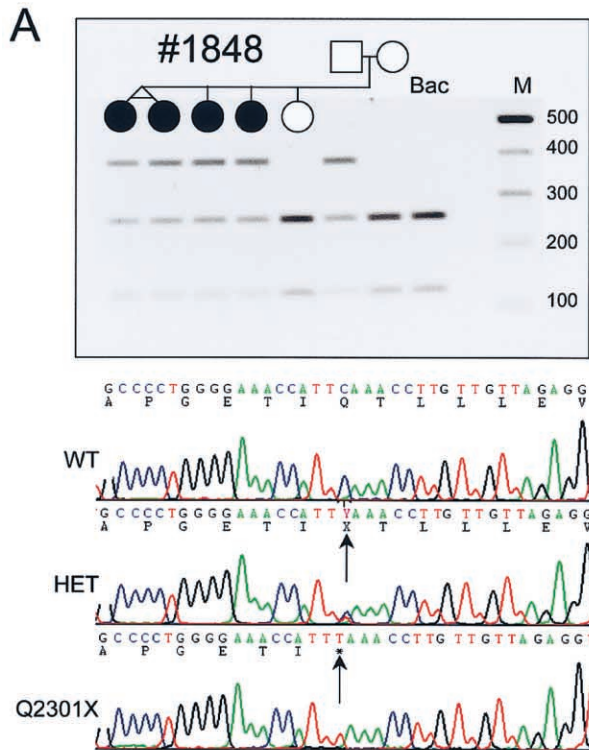 A
#1848
Bac M
500
400
300
200
100
GCCCCTGGGGAAACCATTCAAACCTTGTTGTTAGAGG
A P G E T I Q T L L L E V
WT
GCCCCTGGGGAAACCATTYAAACCTTGTTGTTAGAGG
A P G E T I X T L L L E V
HET
GCCCCTGGGGAAACCATTTAAACCTTGTTGTTAGAGG
A P G E T I *
Q2301X